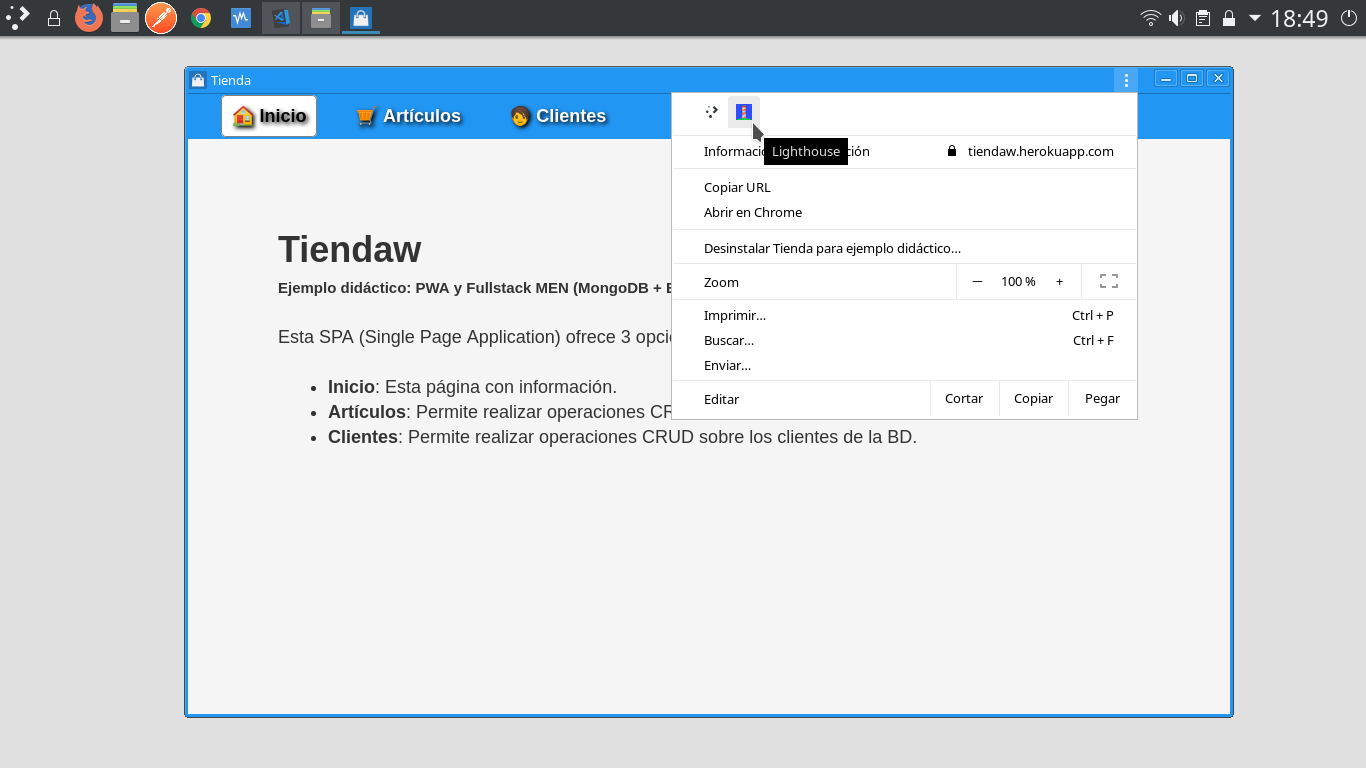 18:49
Tienda
Inicio Artículos Clientes
Lighthouse
Informació ción tiendaw.herokuapp.com
Copiar URL
Abrir en Chrome
Desinstalar Tienda para ejemplo didáctico…
Zoom — 100 % +
Imprimir… Ctrl + P
Buscar… Ctrl + F
Enviar…
Editar Cortar Copiar Pegar
Tiendaw
Ejemplo didáctico: PWA y Fullstack MEN (MongoDB + E
Esta SPA (Single Page Application) ofrece 3 opci
• Inicio: Esta página con información.
• Artículos: Permite realizar operaciones CR
• Clientes: Permite realizar operaciones CRUD sobre los clientes de la BD.